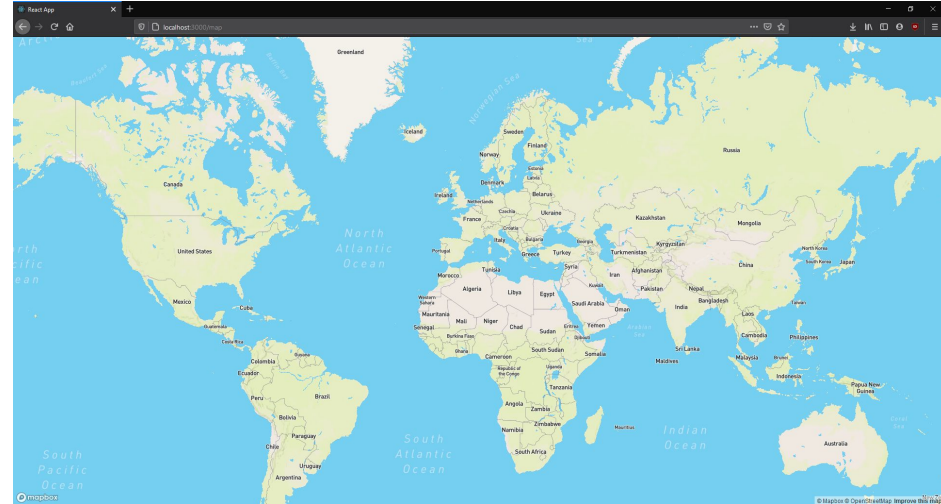 React App
localhost:3000/map
Greenland
Norwegian Sea
Iceland
Sweden
Finland
Russia
Norway
Estonia
Latvia
Denmark
Canada
Ireland
Netherlands
Belarus
Czechia
Ukraine
Kazakhstan
Mongolia
France
Croatia
North Atlantic Ocean
Italy
Bulgaria
Georgia
Kyrgyzstan
North Korea
United States
Portugal
Greece
Turkey
Turkmenistan
South Korea
Japan
China
Syria
Afghanistan
Tunisia
Morocco
Iran
Algeria
Libya
Egypt
Kuwait
Pakistan
Nepal
Mexico
Western Sahara
Saudi Arabia
Bangladesh
Taiwan
Cuba
Oman
India
Laos
Mauritania
Mali
Niger
Chad
Sudan
Eritrea
Yemen
Arabian Sea
Guatemala
Senegal
Burkina Faso
Djibouti
Cambodia
Philippines
Costa Rica
Ghana
Cameroon
South Sudan
Somalia
Sri Lanka
Guyana
Colombia
Maldives
Malaysia
Brunei
Ecuador
Republic of the Congo
Uganda
Indonesia
Tanzania
Papua New Guinea
Peru
Brazil
Angola
Zambia
Bolivia
Zimbabwe
Namibia
Mauritius
Indian Ocean
Paraguay
South Atlantic Ocean
Chile
Australia
South Africa
South Pacific Ocean
Uruguay
Argentina
mapbox
© Mapbox © OpenStreetMap Improve this map